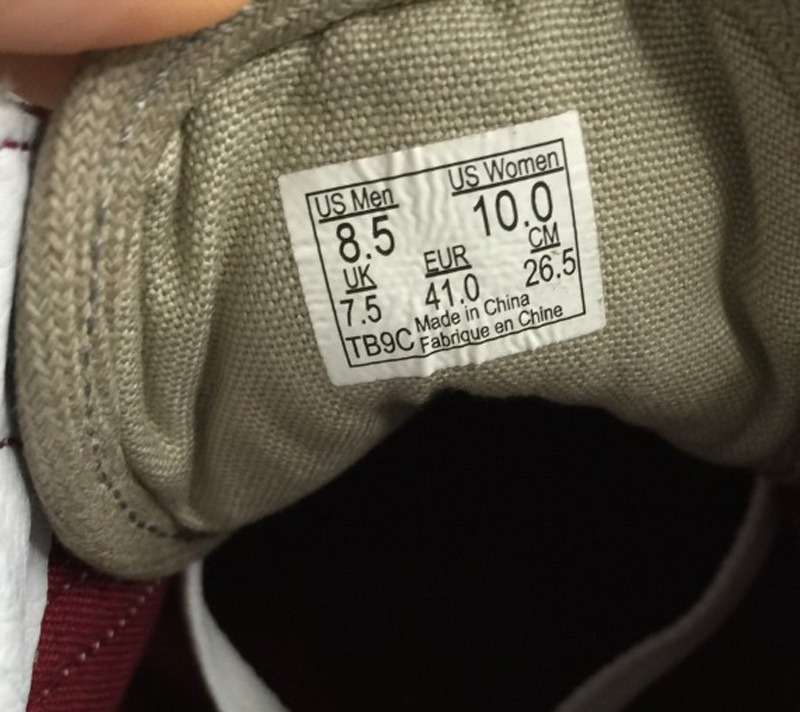 US Men US Women
8.5 10.0
UK EUR CM
7.5 41.0 26.5
TB9C Made in China
Fabrique en Chine